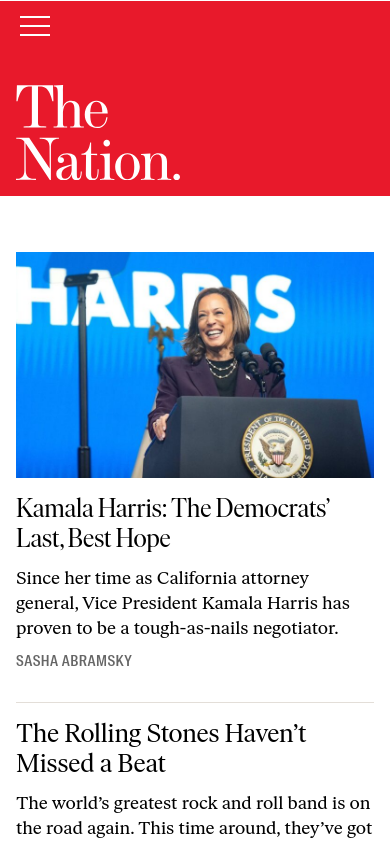 The
Nation.
HARRIS
PRESIDENT OF THE UNITED STATES
VICE
Kamala Harris: The Democrats’
Last, Best Hope
Since her time as California attorney
general, Vice President Kamala Harris has
proven to be a tough-as-nails negotiator.
SASHA ABRAMSKY
The Rolling Stones Haven’t
Missed a Beat
The world’s greatest rock and roll band is on
the road again. This time around, they’ve got